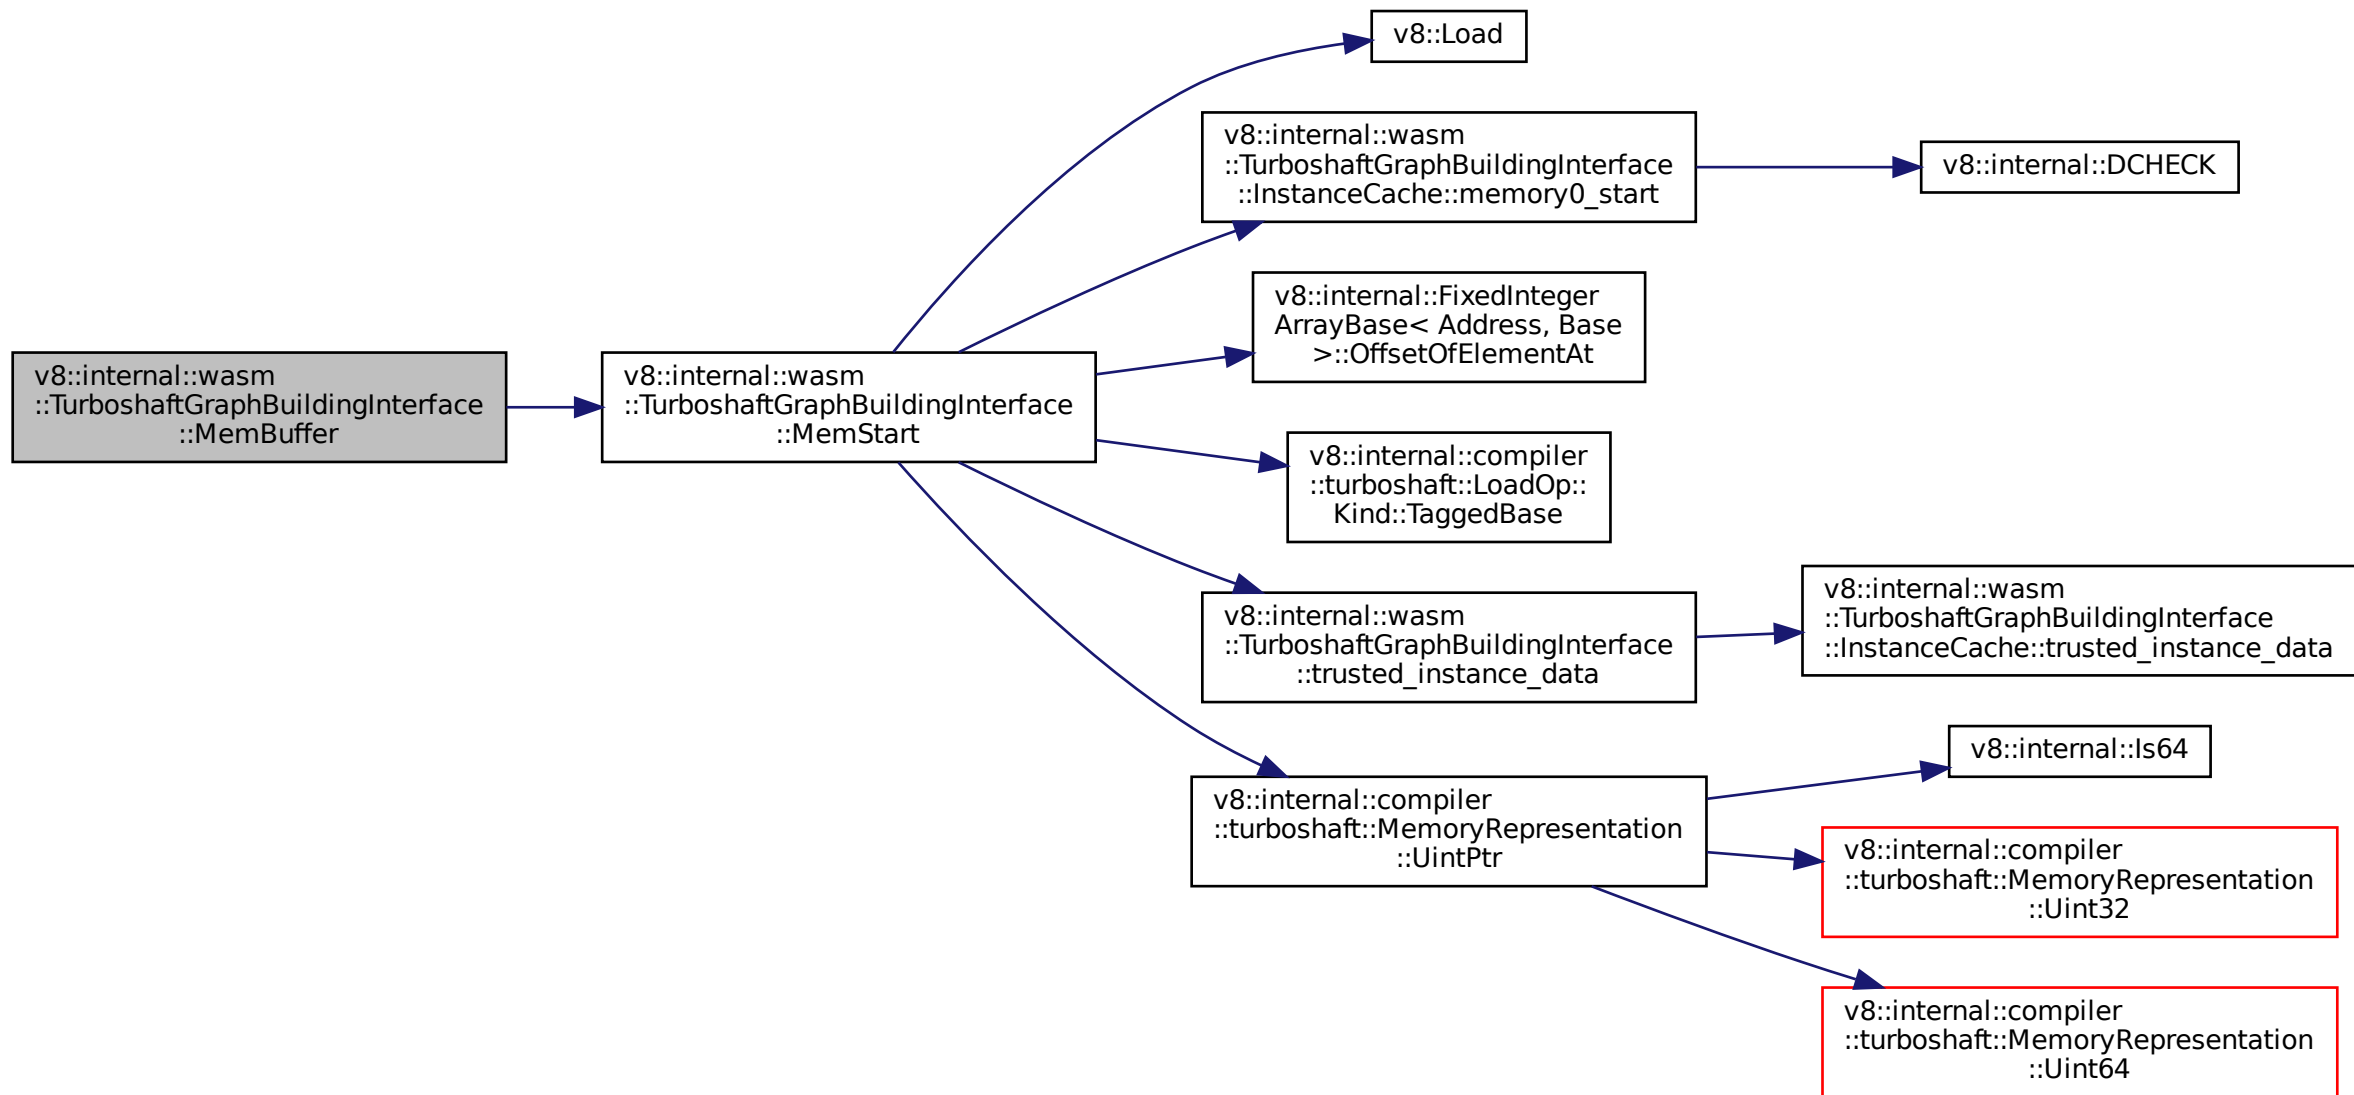 v8::Load
v8::internal::wasm
::TurboshaftGraphBuildingInterface
::InstanceCache::memory0_start
v8::internal::DCHECK
v8::internal::FixedInteger
ArrayBase< Address, Base
>::OffsetOfElementAt
v8::internal::wasm
::TurboshaftGraphBuildingInterface
::MemBuffer
v8::internal::wasm
::TurboshaftGraphBuildingInterface
::MemStart
v8::internal::compiler
::turboshaft::LoadOp::
Kind::TaggedBase
v8::internal::wasm
::TurboshaftGraphBuildingInterface
::trusted_instance_data
v8::internal::wasm
::TurboshaftGraphBuildingInterface
::InstanceCache::trusted_instance_data
v8::internal::compiler
::turboshaft::MemoryRepresentation
::UintPtr
v8::internal::Is64
v8::internal::compiler
::turboshaft::MemoryRepresentation
::Uint32
v8::internal::compiler
::turboshaft::MemoryRepresentation
::Uint64